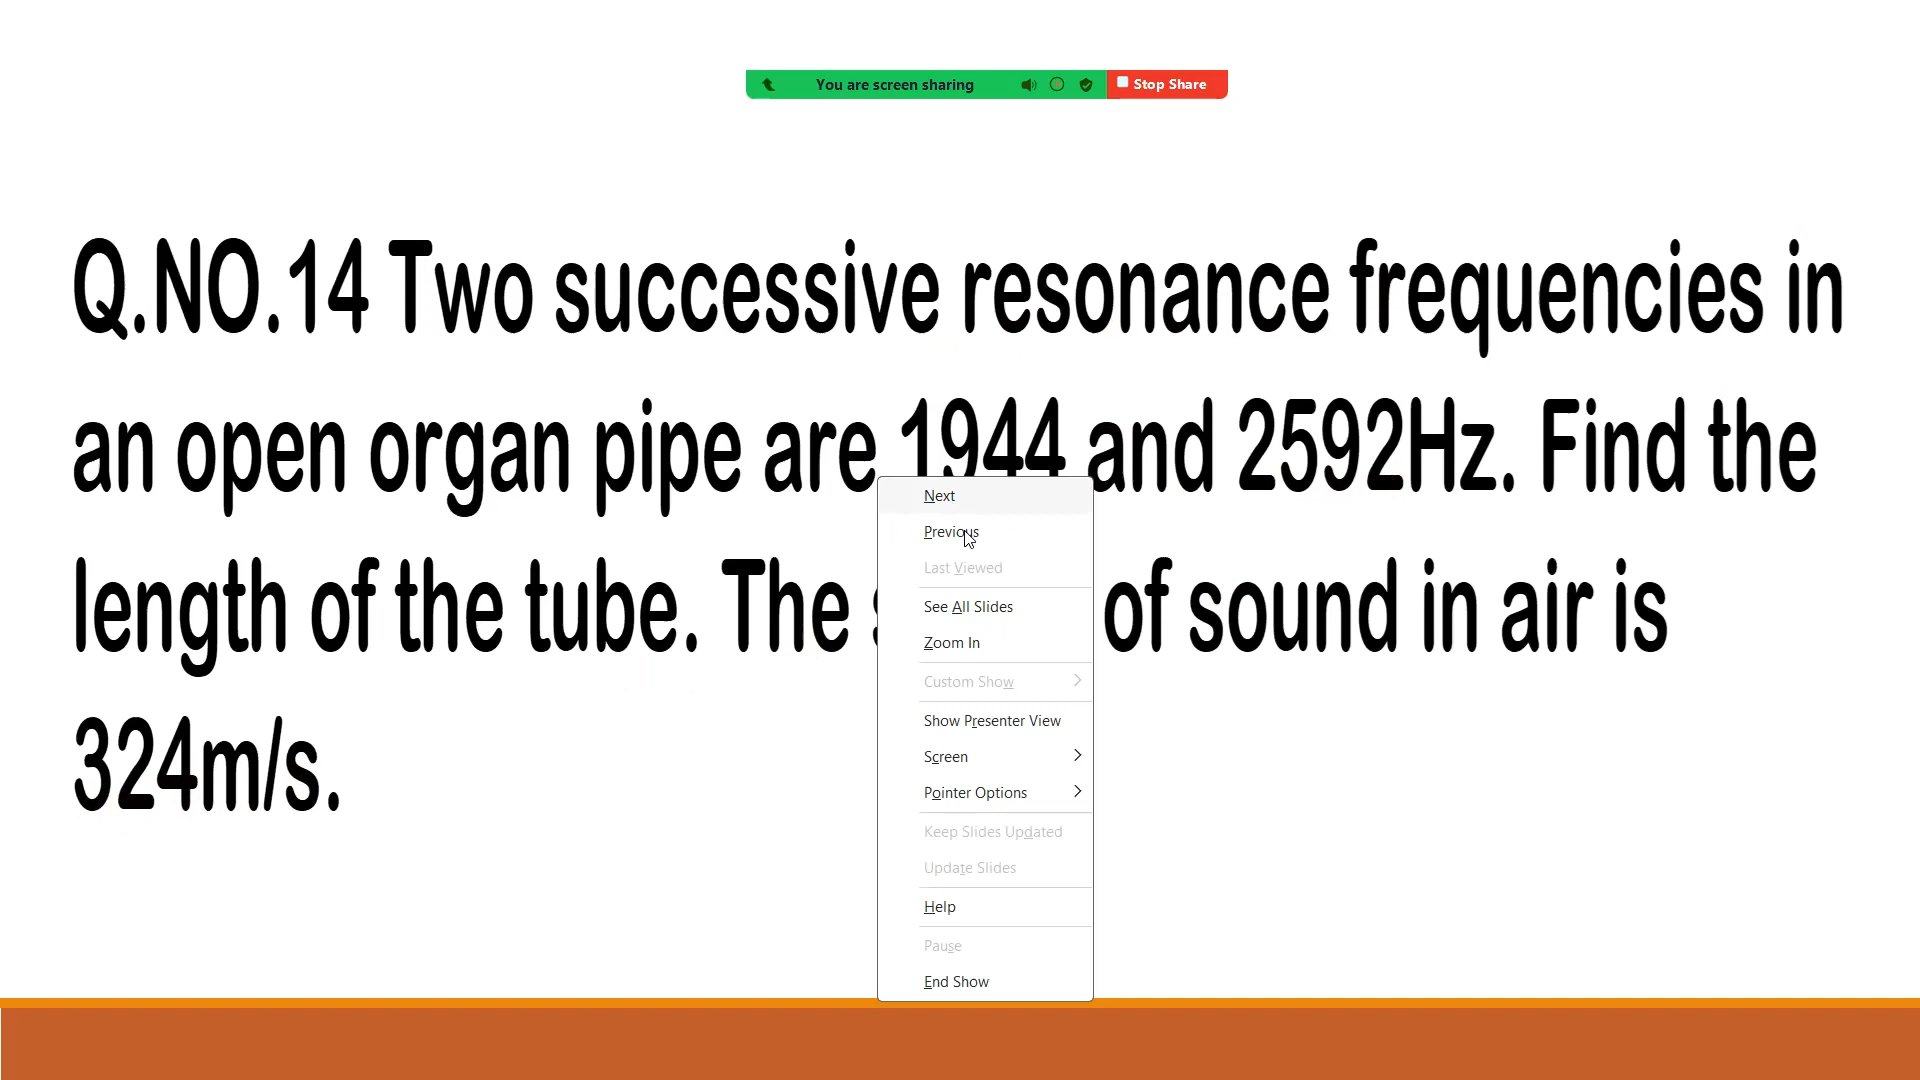 You are screen sharing
Stop Share
Q.NO.14 Two successive resonance frequencies in
an open organ pipe are 1944 and 2592Hz. Find the
length of the tube. The of sound in air is
324m/s.
Next
Previous
Last Viewed
See All Slides
Zoom In
Custom Show
Show Presenter View
Screen
Pointer Options
Keep Slides Updated
Update Slides
Help
Pause
End Show